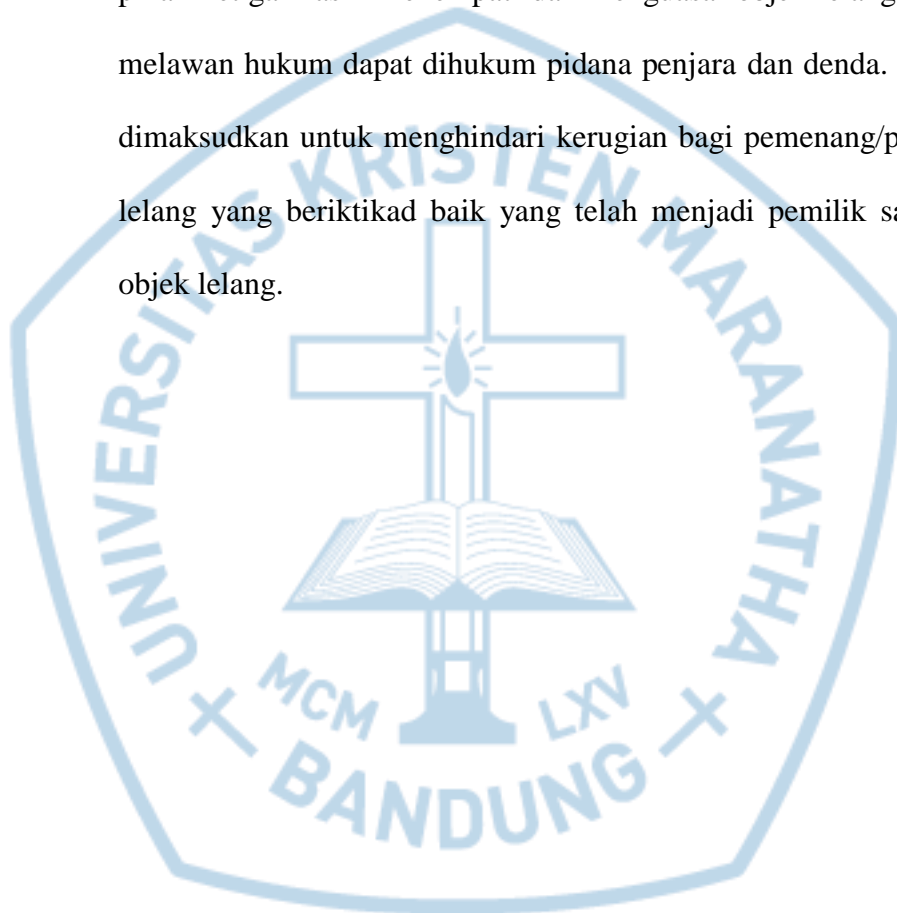 melawan hukum dapat dihukum pidana penjara dan denda.
dimaksudkan untuk menghindari kerugian bagi pemenang/p
lelang yang beriktikad baik yang telah menjadi pemilik sa
objek lelang.
UNIVERSITAS KRISTEN MARANATHA
MCM LXV
BANDUNG